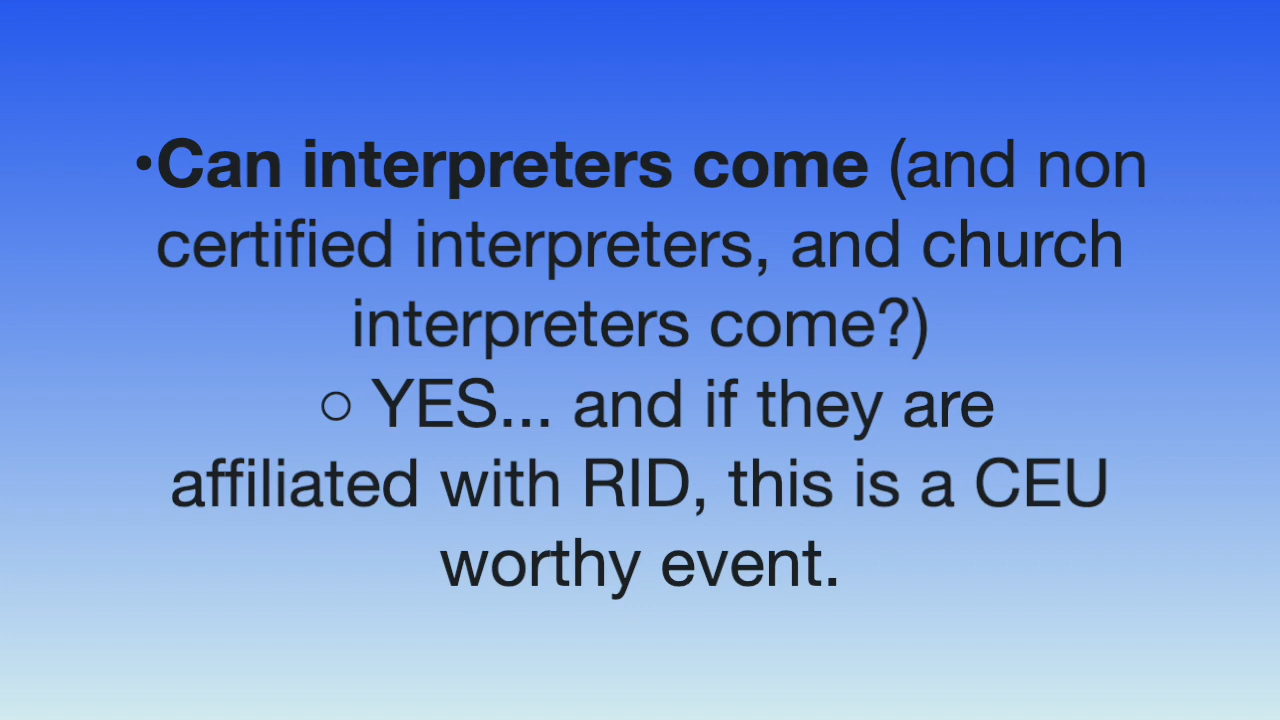 •Can interpreters come (and non
certified interpreters, and church
interpreters come?)
○ YES... and if they are
affiliated with RID, this is a CEU
worthy event.